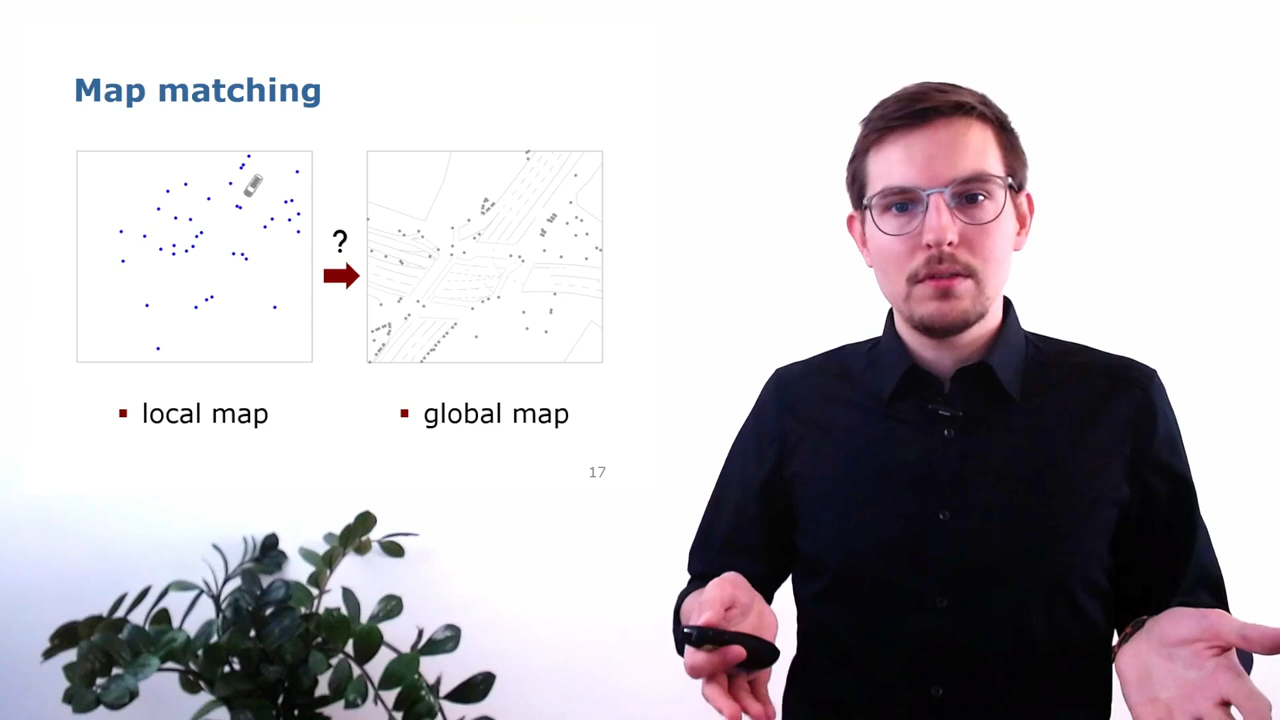 Map matching
?
▪ local map
▪ global map
17